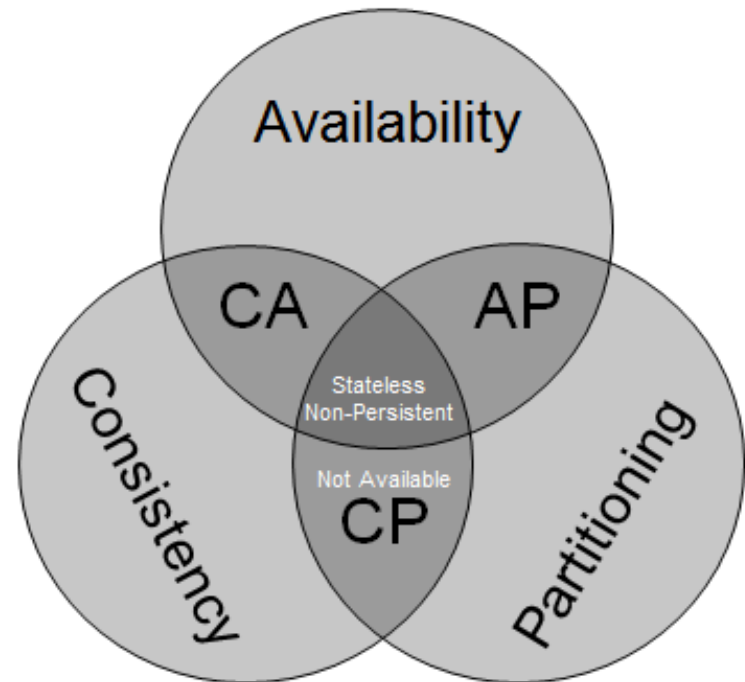 Availability
CA
AP
Stateless
Non-Persistent
Consistency
Not Available
CP
Partitioning